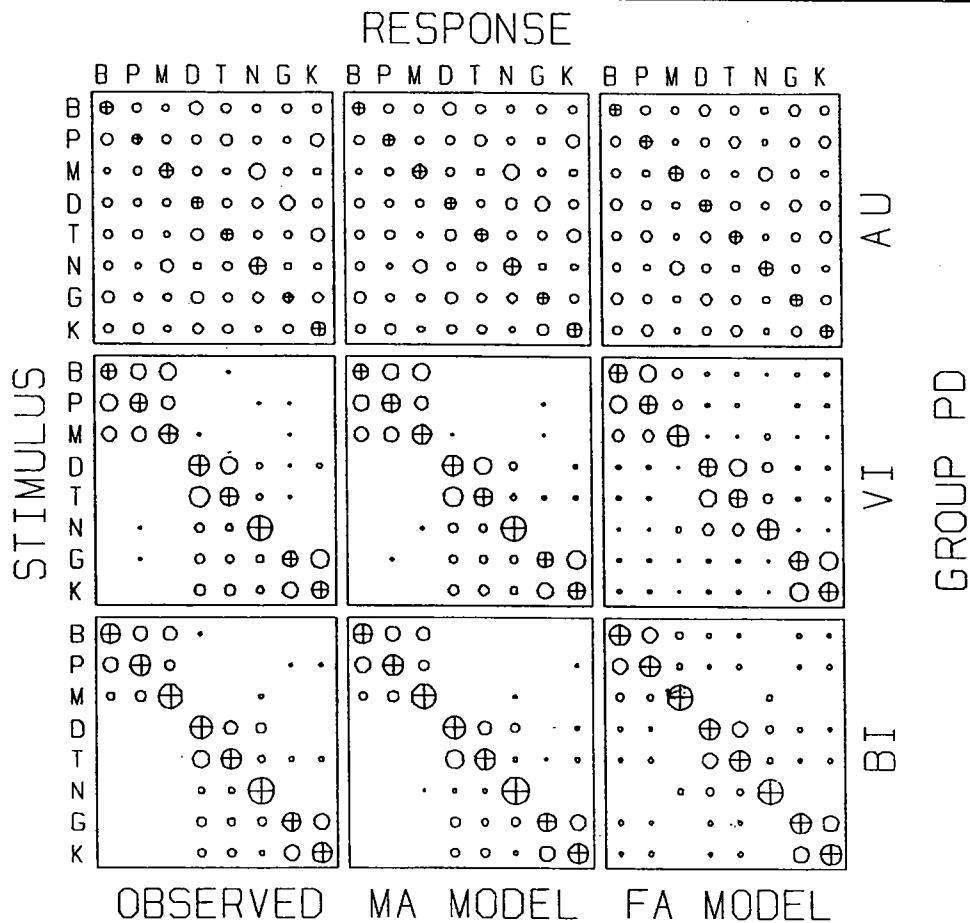 RESPONSE
B P M D T N G K B P M D T N G K B P M D T N G K
B
P
M
D
T
N
G
K
AU
STIMULUS
B
P
M
D
T
N
G
K
VI
GROUP PD
B
P
M
D
T
N
G
K
BI
OBSERVED MA MODEL FA MODEL